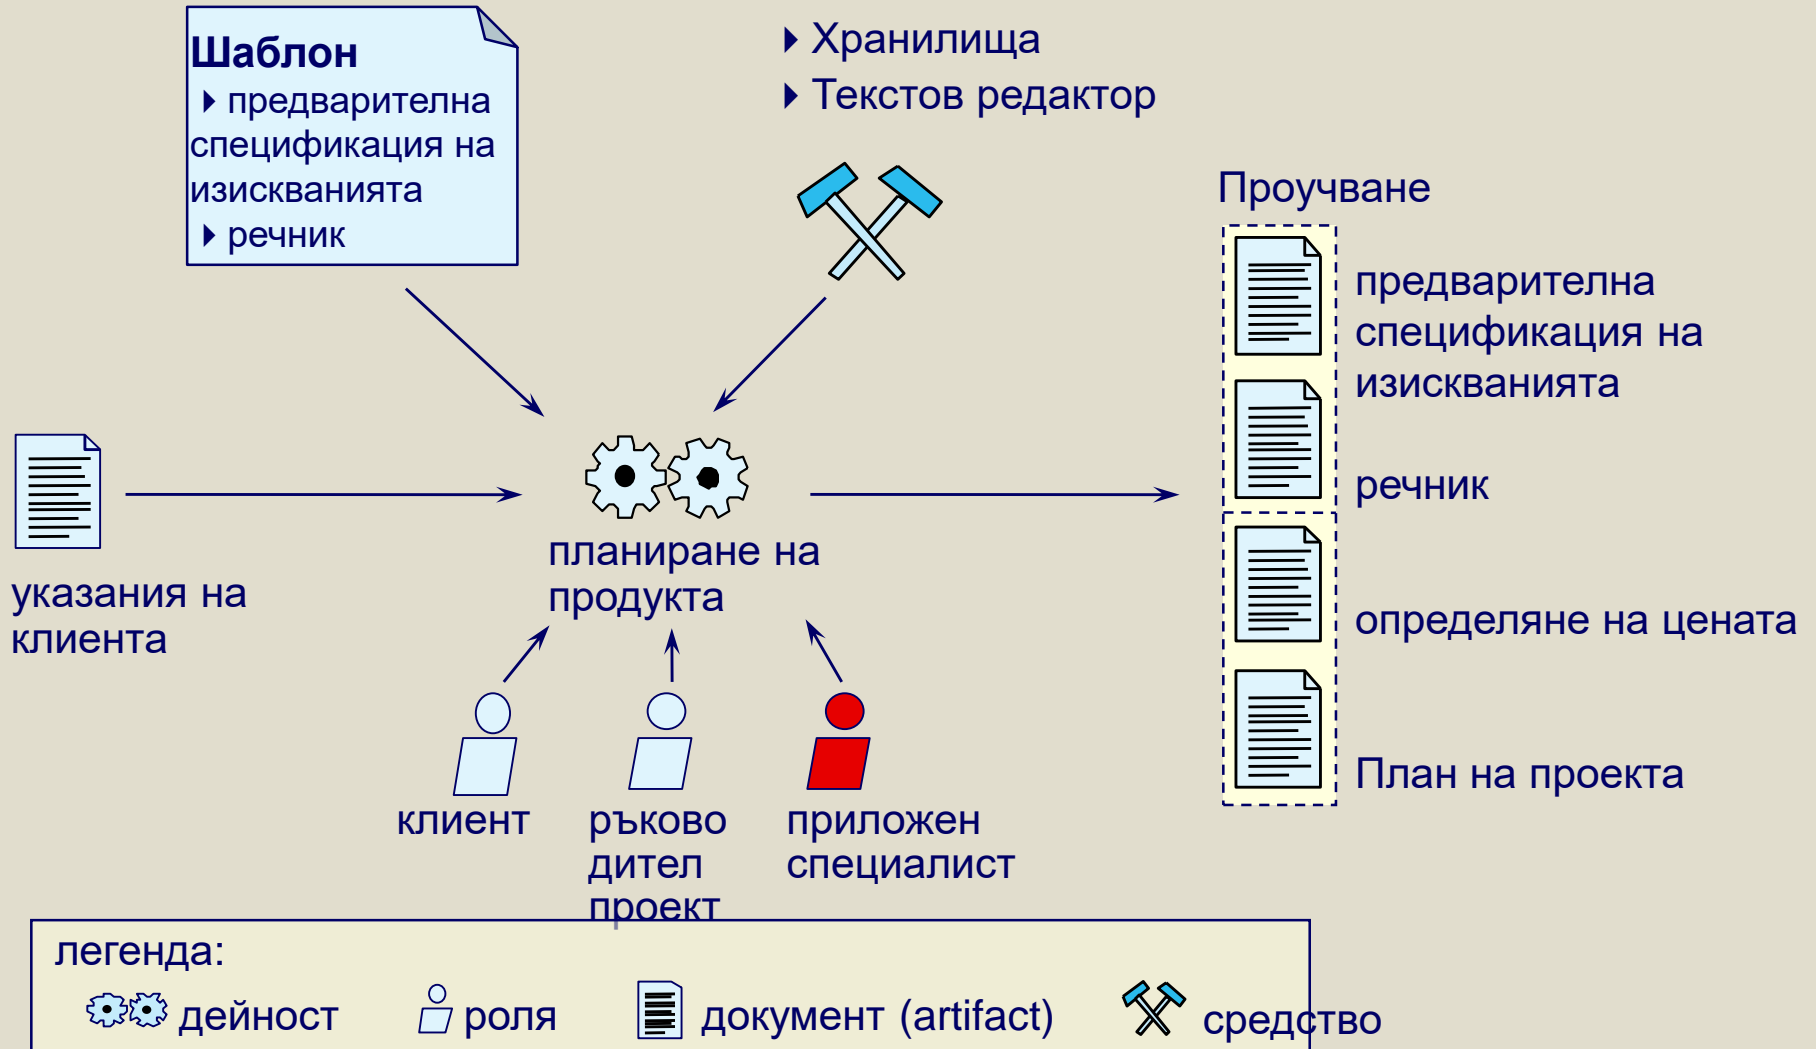 Шаблон
предварителна
спецификация на
изискванията
речник
Хранилища
Текстов редактор
Проучване
предварителна
спецификация на
изискванията
речник
определяне на цената
План на проекта
указания на
клиента
планиране на
продукта
клиент
ръково
дител
проект
приложен
специалист
легенда:
дейност
роля
документ (artifact)
средство